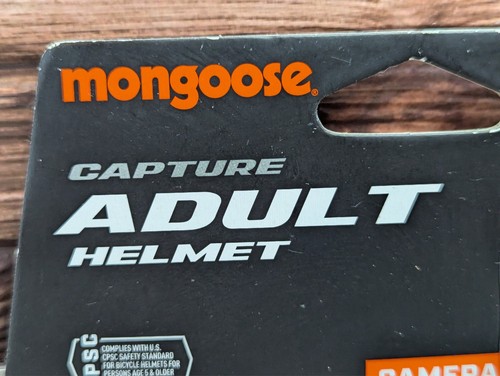 mongoose®
CAPTURE
ADULT
HELMET
CPSC
COMPLIES WITH U.S.
CPSC SAFETY STANDARD
FOR BICYCLE HELMETS FOR
PERSONS AGE 5 & OLDER
CAMERA